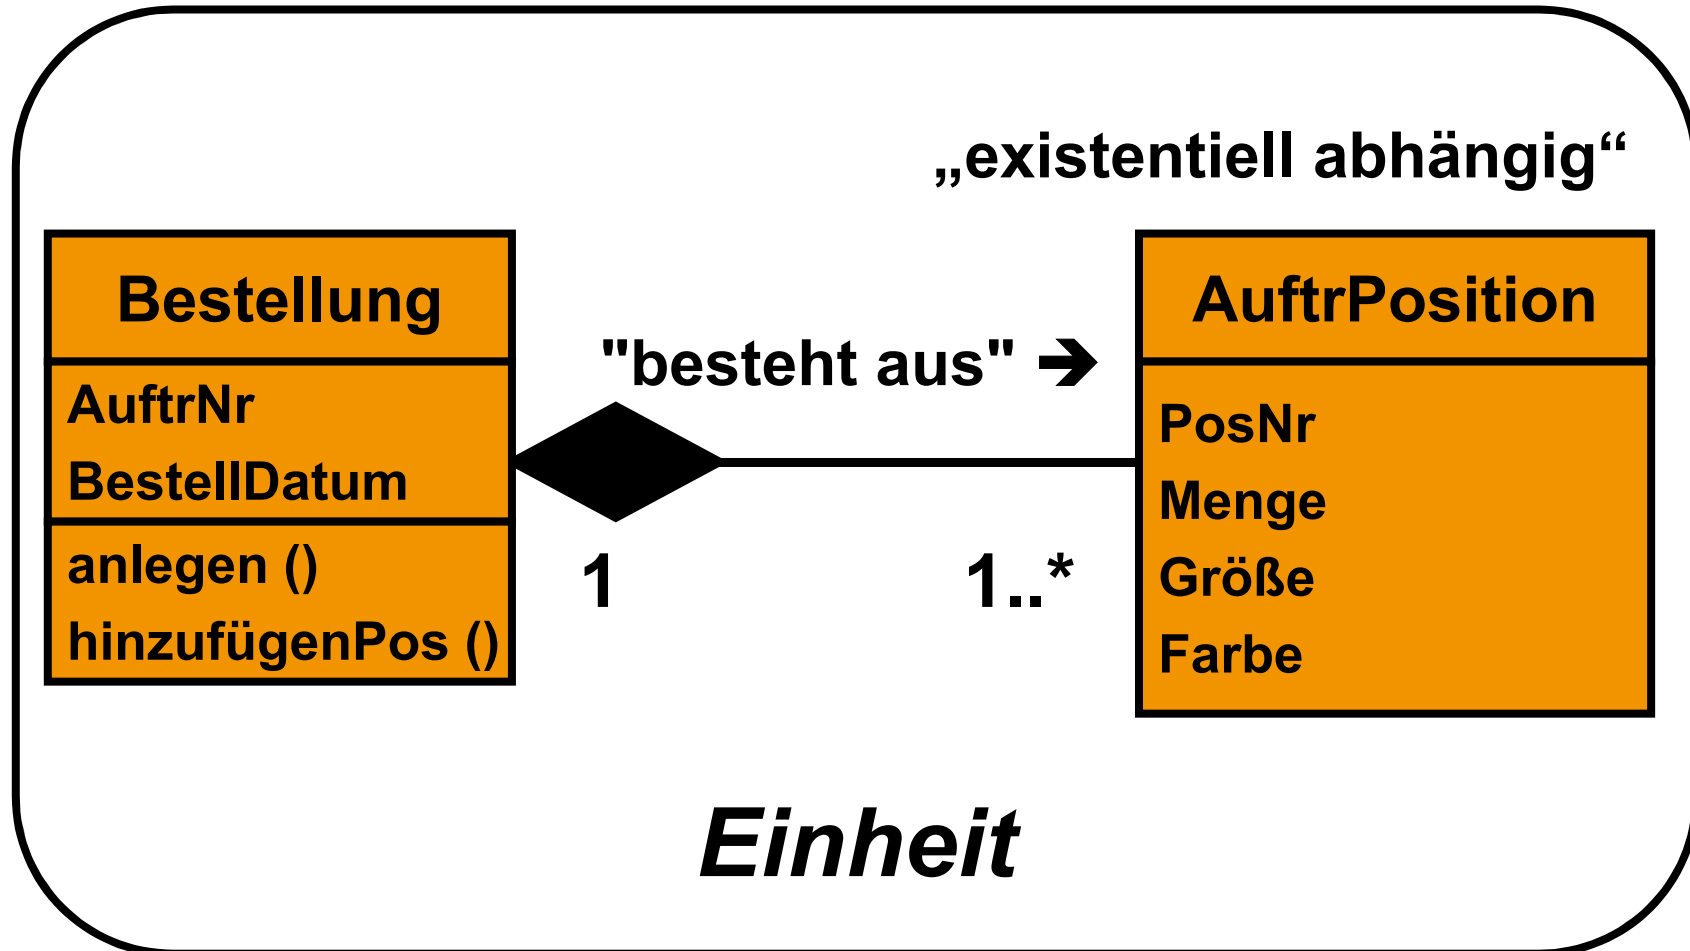 „existentiell abhängig“
Bestellung
AuftrNr
BestellDatum
anlegen ()
hinzufügenPos ()
"besteht aus" ➔
1
1..*
AuftrPosition
PosNr
Menge
Größe
Farbe
Einheit